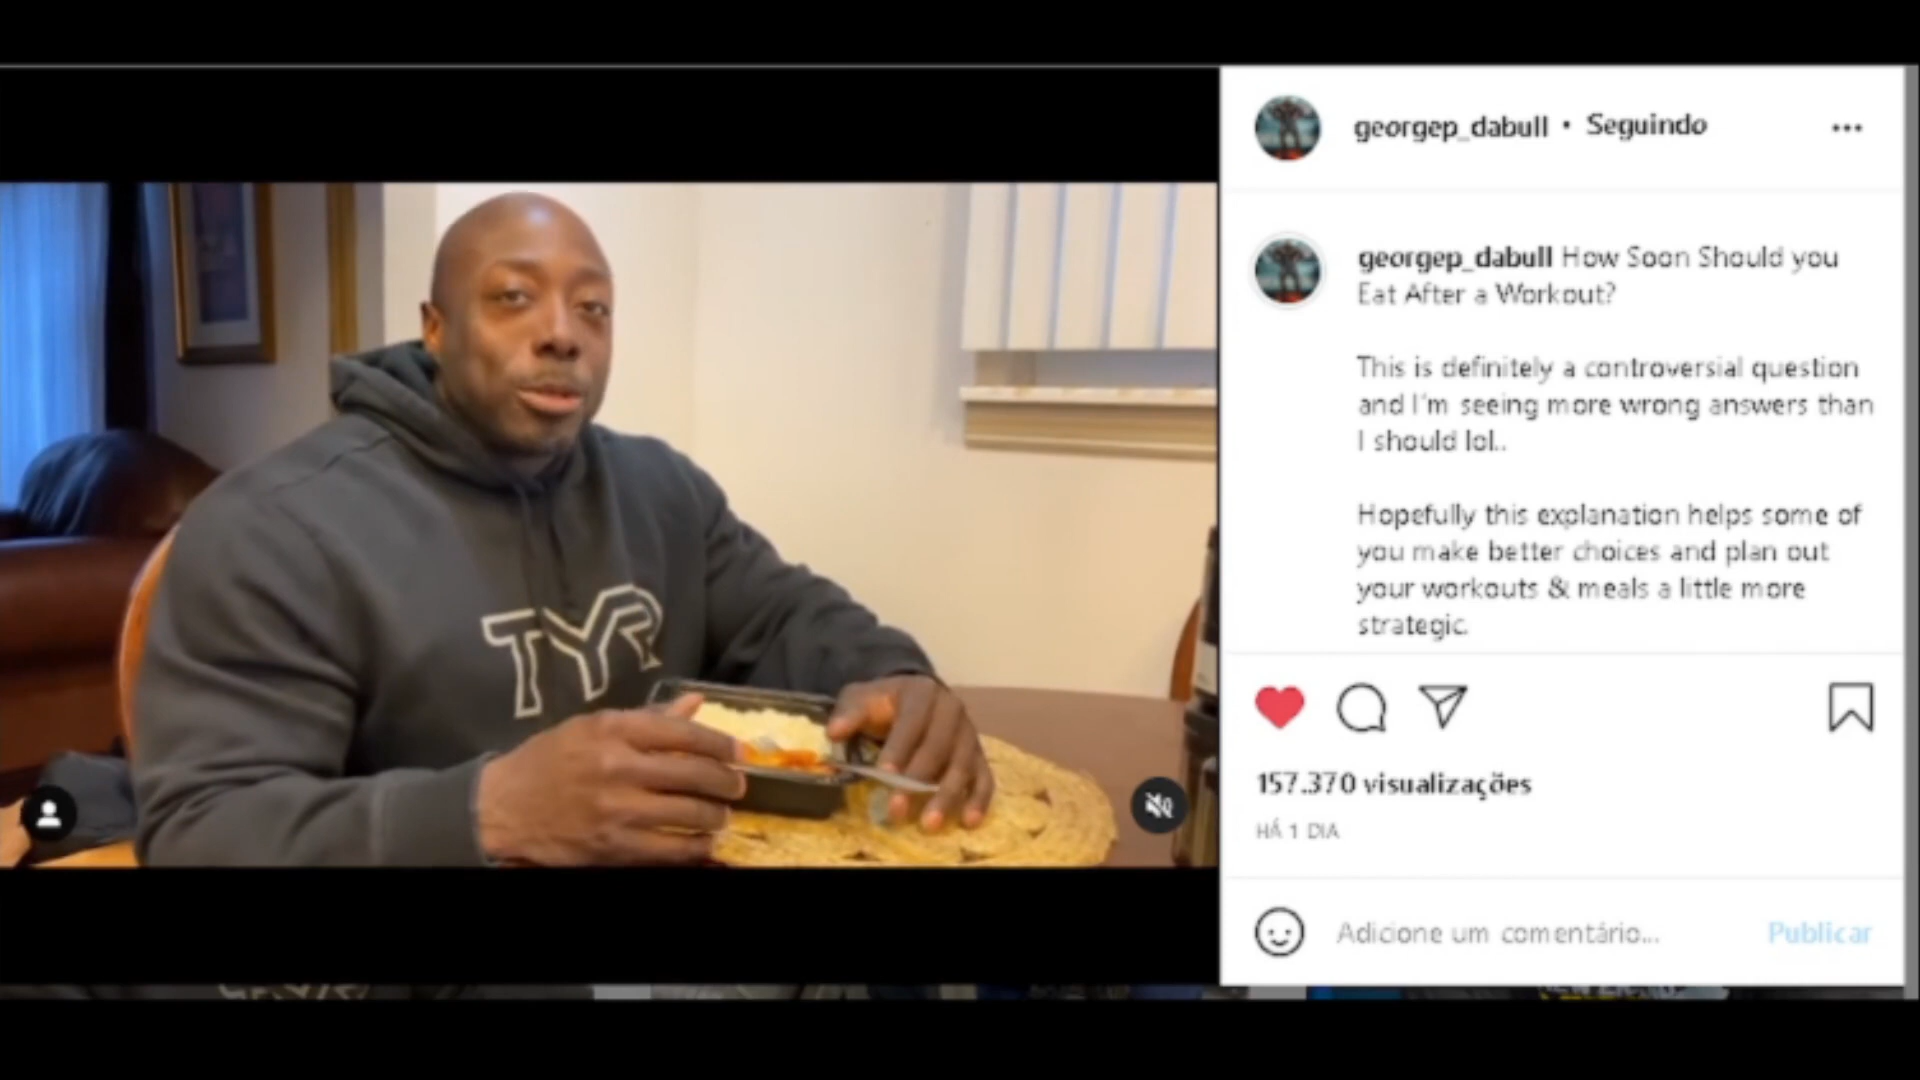 georgep_dabull • Seguindo
georgep_dabull How Soon Should you
Eat After a Workout?
This is definitely a controversial question
and I'm seeing more wrong answers than
I should lol..
Hopefully this explanation helps some of
you make better choices and plan out
your workouts & meals a little more
strategic.
TYR
157.370 visualizações
HÁ 1 DIA
Adicione um comentário... Publicar